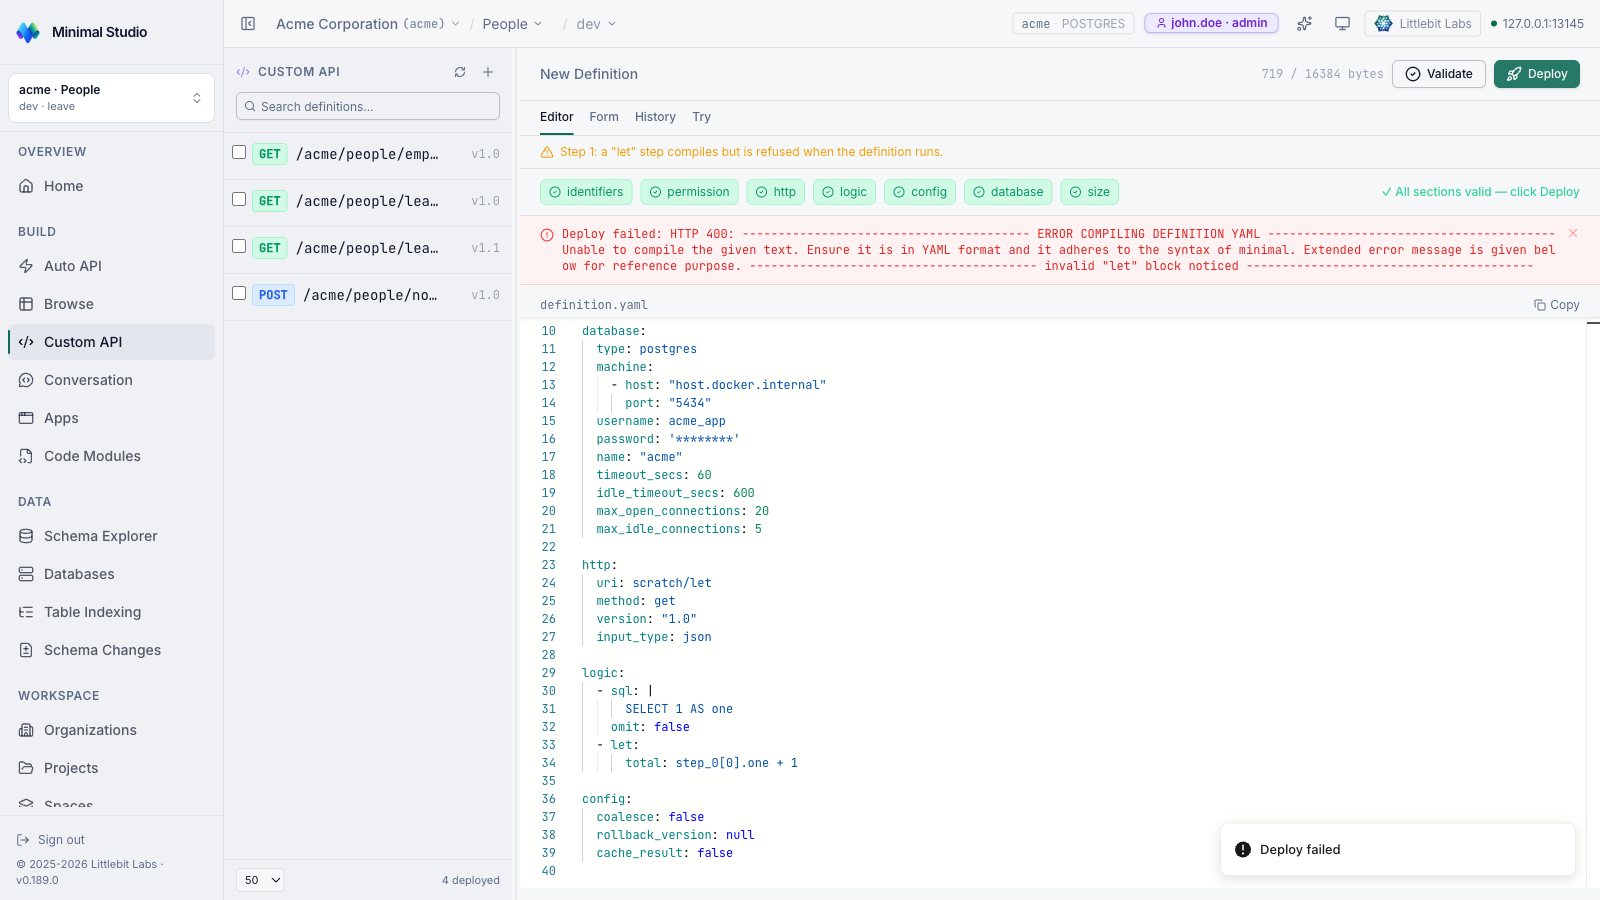 Minimal Studio
acme · People
dev · leave
OVERVIEW
Home
BUILD
Auto API
Browse
Custom API
Conversation
Apps
Code Modules
DATA
Schema Explorer
Databases
Table Indexing
Schema Changes
WORKSPACE
Organizations
Projects
Spaces
Sign out
© 2025-2026 Littlebit Labs ·
v0.189.0
Acme Corporation (acme) / People / dev
acme · POSTGRES
john.doe · admin
Littlebit Labs
127.0.0.1:13145
CUSTOM API
Search definitions…
GET /acme/people/emp… v1.0
GET /acme/people/lea… v1.0
GET /acme/people/lea… v1.1
POST /acme/people/no… v1.0
50
4 deployed
New Definition
719 / 16384 bytes
Validate
Deploy
Editor Form History Try
Step 1: a "let" step compiles but is refused when the definition runs.
identifiers permission http logic config database size
✓ All sections valid — click Deploy
Deploy failed: HTTP 400: ---------------------------------------- ERROR COMPILING DEFINITION YAML ----------------------------------------
Unable to compile the given text. Ensure it is in YAML format and it adheres to the syntax of minimal. Extended error message is given bel
ow for reference purpose. ---------------------------------------- invalid "let" block noticed ----------------------------------------
definition.yaml
Copy
10 database:
11 type: postgres
12 machine:
13 - host: "host.docker.internal"
14 port: "5434"
15 username: acme_app
16 password: '********'
17 name: "acme"
18 timeout_secs: 60
19 idle_timeout_secs: 600
20 max_open_connections: 20
21 max_idle_connections: 5
22
23 http:
24 uri: scratch/let
25 method: get
26 version: "1.0"
27 input_type: json
28
29 logic:
30 - sql: |
31 SELECT 1 AS one
32 omit: false
33 - let:
34 total: step_0[0].one + 1
35
36 config:
37 coalesce: false
38 rollback_version: null
39 cache_result: false
40
Deploy failed